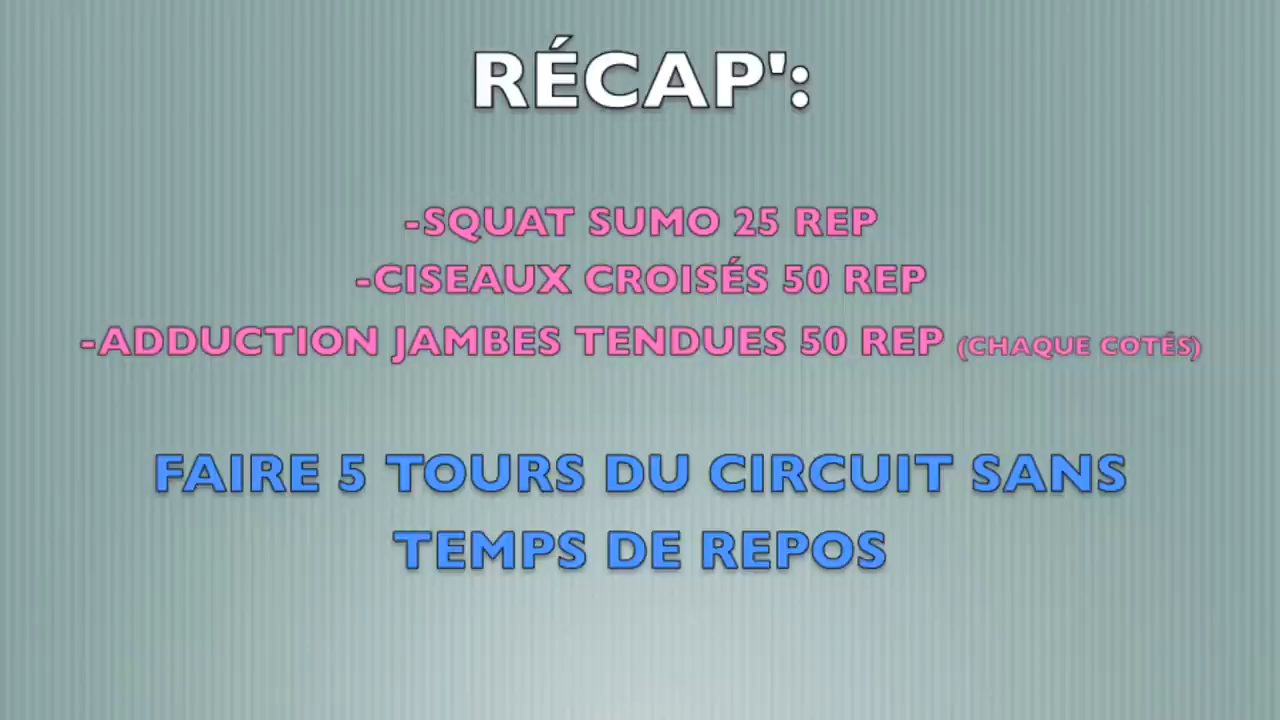 RÉCAP':
-SQUAT SUMO 25 REP
-CISEAUX CROISÉS 50 REP
-ADDUCTION JAMBES TENDUES 50 REP (CHAQUE COTÉS)
FAIRE 5 TOURS DU CIRCUIT SANS
TEMPS DE REPOS